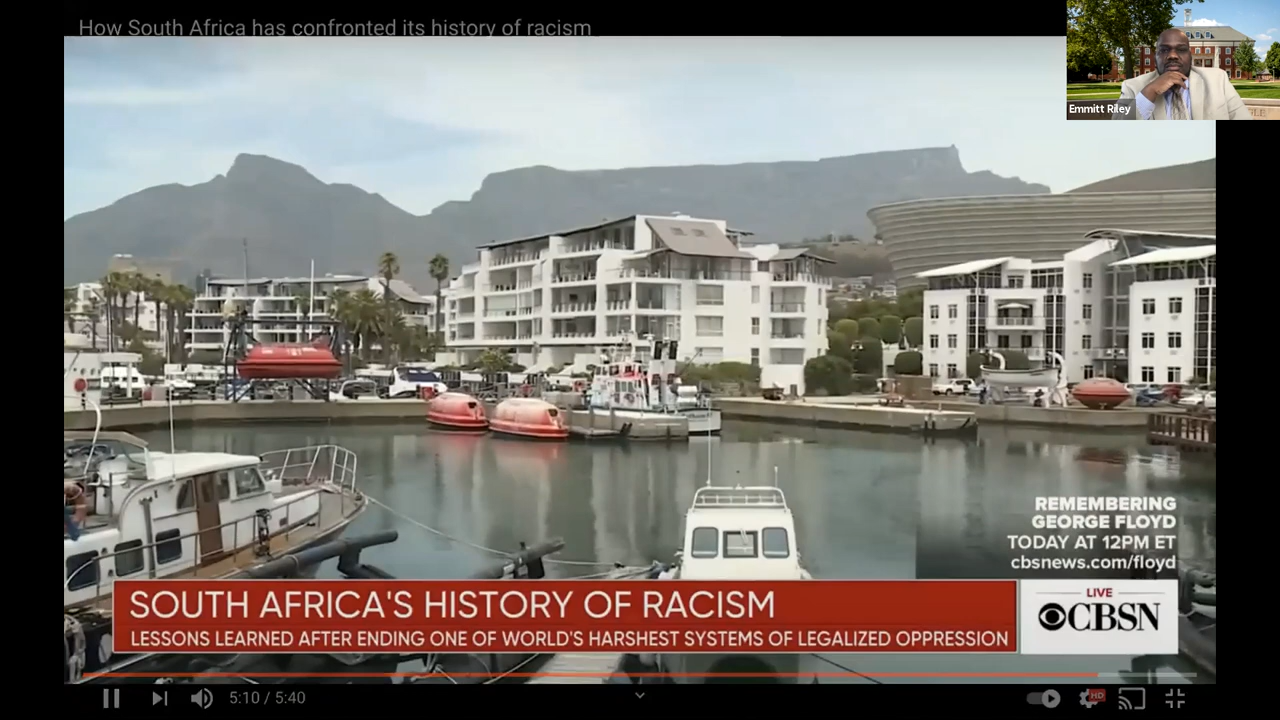 How South Africa has confronted its history of racism
Emmitt Riley
REMEMBERING
GEORGE FLOYD
TODAY AT 12PM ET
cbsnews.com/floyd
SOUTH AFRICA'S HISTORY OF RACISM
LESSONS LEARNED AFTER ENDING ONE OF WORLD'S HARSHEST SYSTEMS OF LEGALIZED OPPRESSION
LIVE
CBSN
5:10 / 5:40
HD